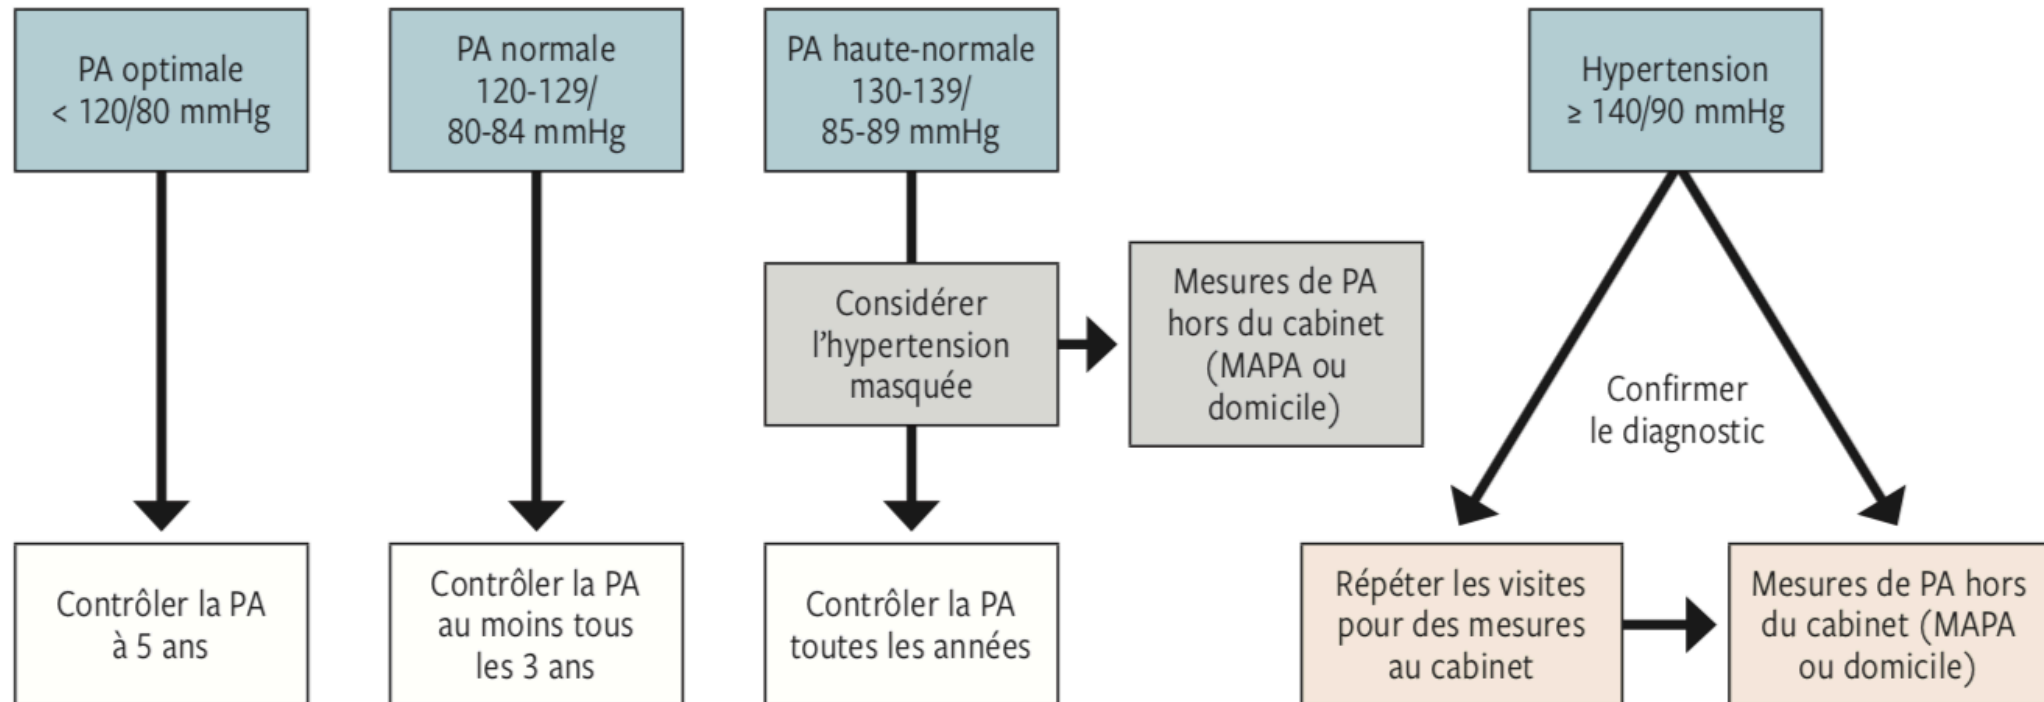 PA optimale
< 120/80 mmHg
PA normale
120-129/
80-84 mmHg
PA haute-normale
130-139/
85-89 mmHg
Hypertension
≥ 140/90 mmHg
Considérer
l’hypertension
masquée
Mesures de PA
hors du cabinet
(MAPA ou
domicile)
Confirmer
le diagnostic
Contrôler la PA
à 5 ans
Contrôler la PA
au moins tous
les 3 ans
Contrôler la PA
toutes les années
Répéter les visites
pour des mesures
au cabinet
Mesures de PA hors
du cabinet (MAPA
ou domicile)